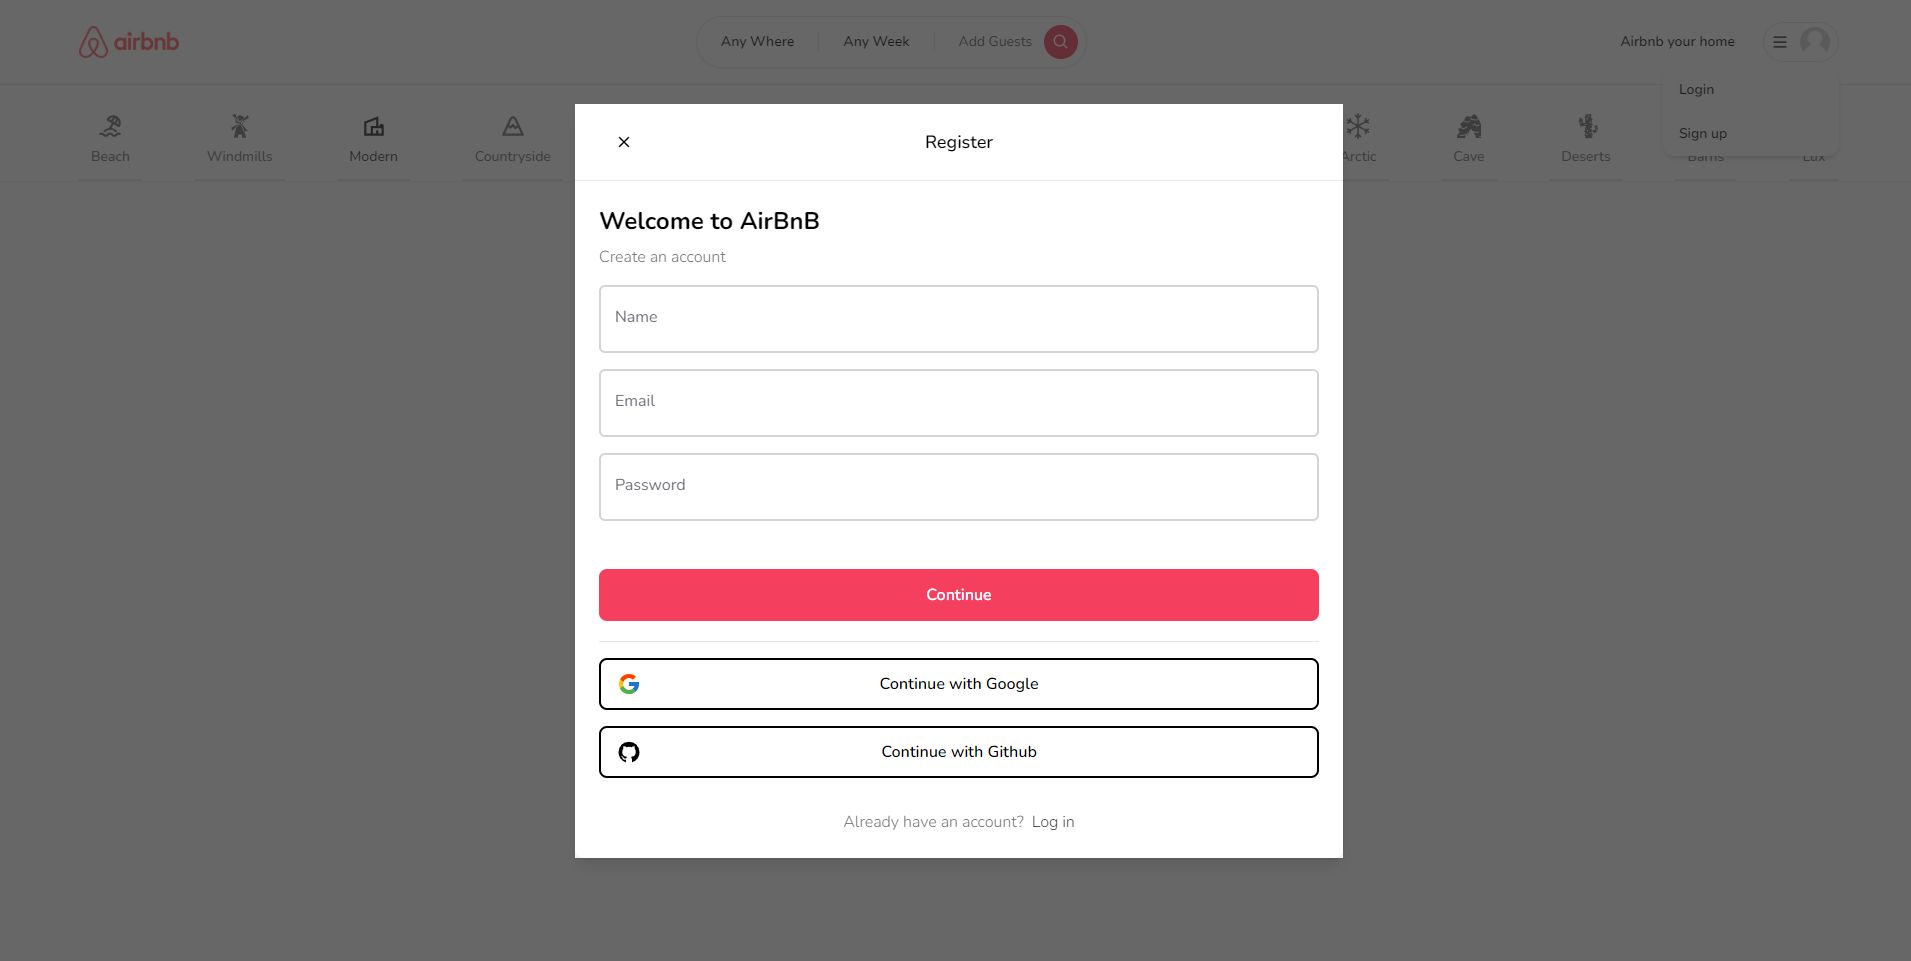 airbnb
Any Where
Any Week
Add Guests
Airbnb your home
Login
Sign up
Beach
Windmills
Modern
Countryside
Arctic
Cave
Deserts
Barns
Lux
Register
Welcome to AirBnB
Create an account
Name
Email
Password
Continue
Continue with Google
Continue with Github
Already have an account? Log in